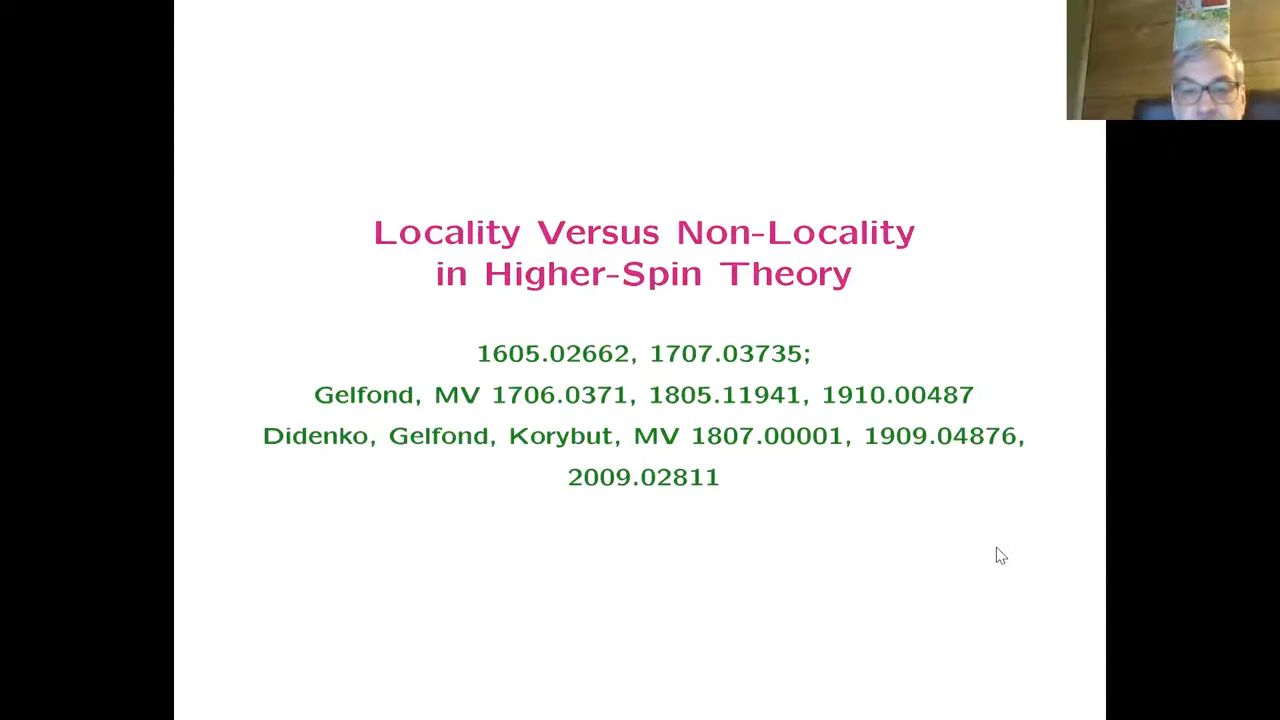 Locality Versus Non-Locality
in Higher-Spin Theory
1605.02662, 1707.03735;
Gelfond, MV 1706.0371, 1805.11941, 1910.00487
Didenko, Gelfond, Korybut, MV 1807.00001, 1909.04876,
2009.02811